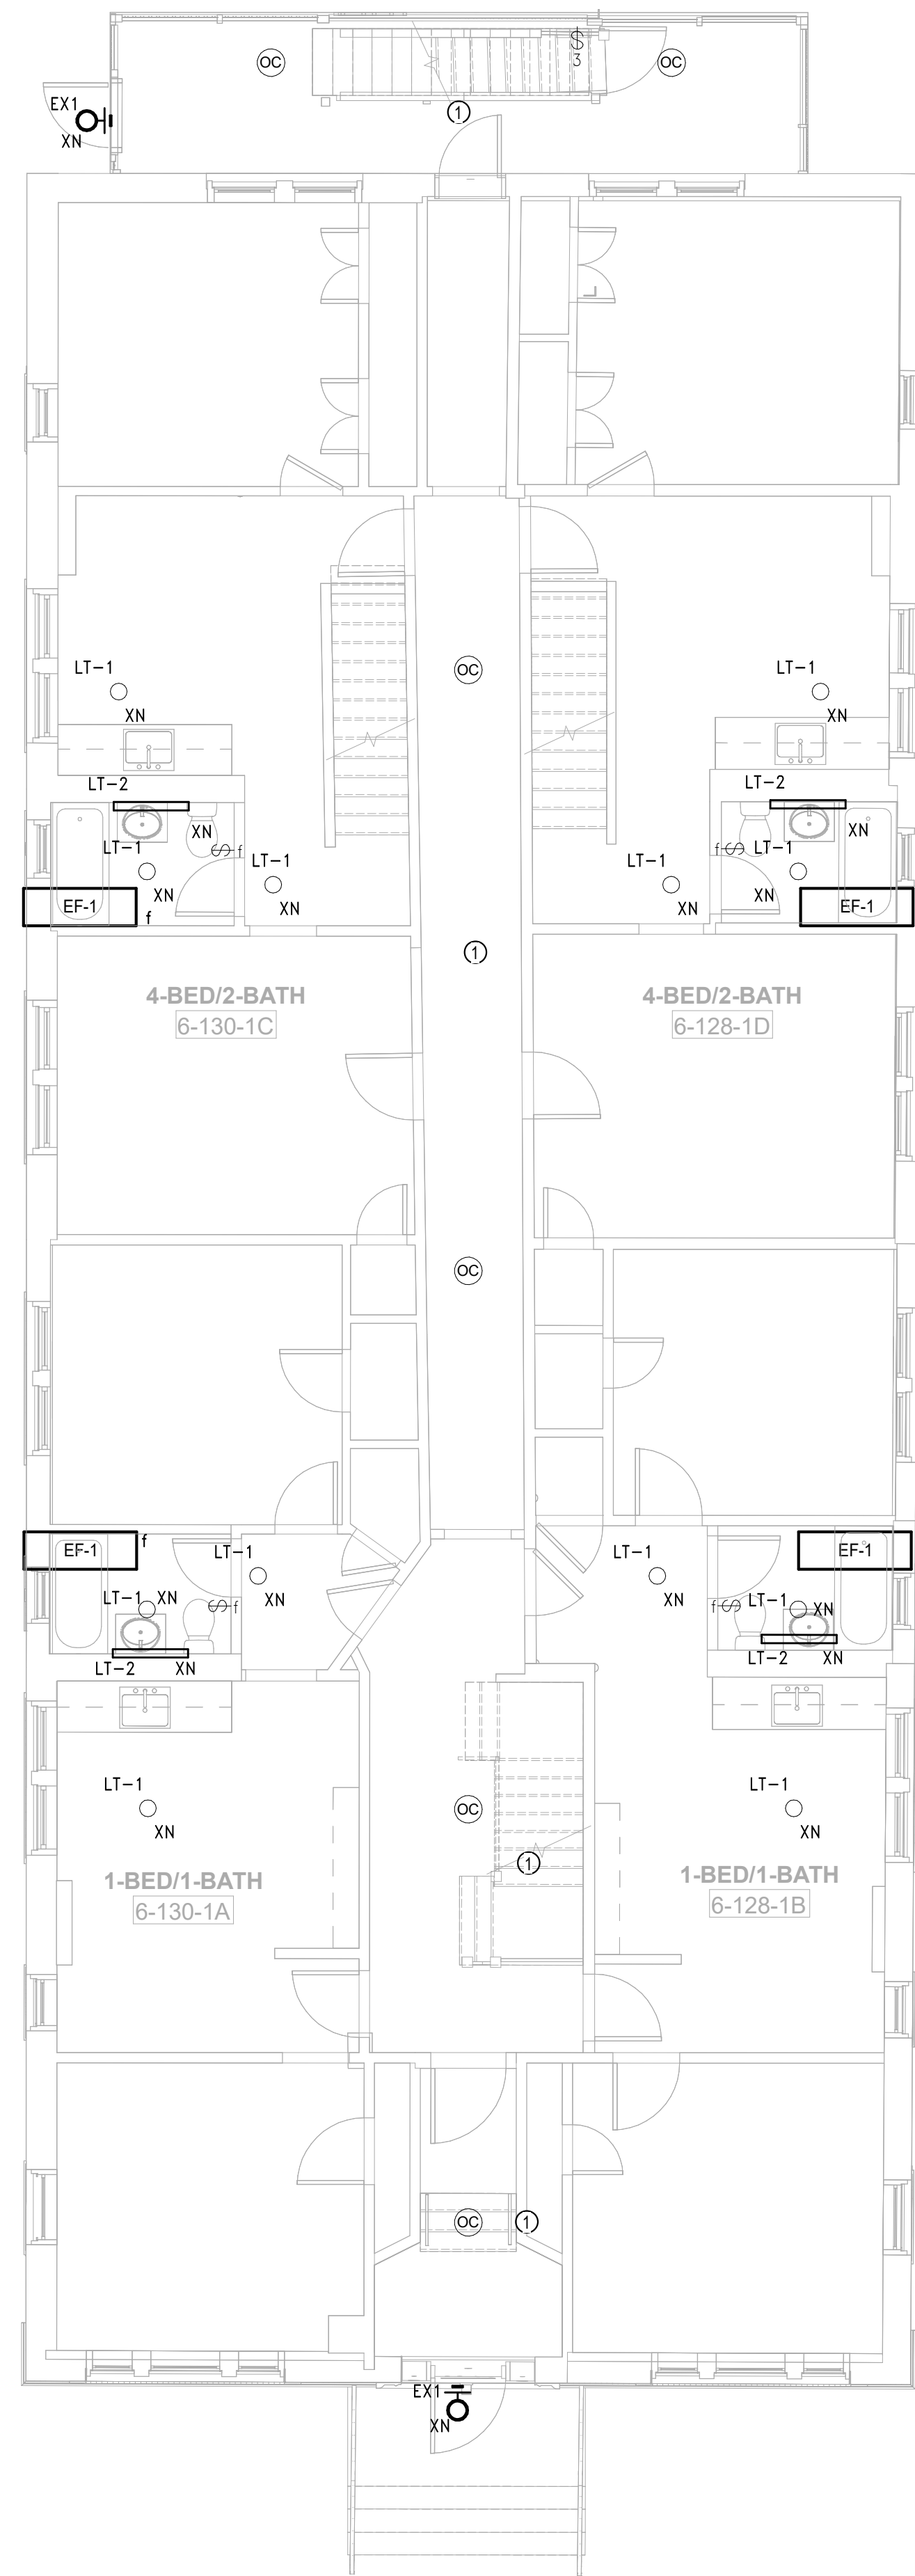 OC
$
3
OC
EX1
XN
1
LT-1
XN
OC
LT-1
XN
LT-2
XN
LT-1
XN
$ f
LT-1
XN
EF-1
f
LT-2
XN
f $
LT-1
XN
LT-1
XN
EF-1
1
4-BED/2-BATH
6-130-1C
4-BED/2-BATH
6-128-1D
OC
EF-1
f
LT-1
XN
LT-1
XN
$ f
LT-2
XN
LT-1
XN
EF-1
f $
LT-1
XN
LT-2
XN
LT-1
XN
OC
LT-1
XN
1
1-BED/1-BATH
6-130-1A
1-BED/1-BATH
6-128-1B
OC
1
EX1
XN